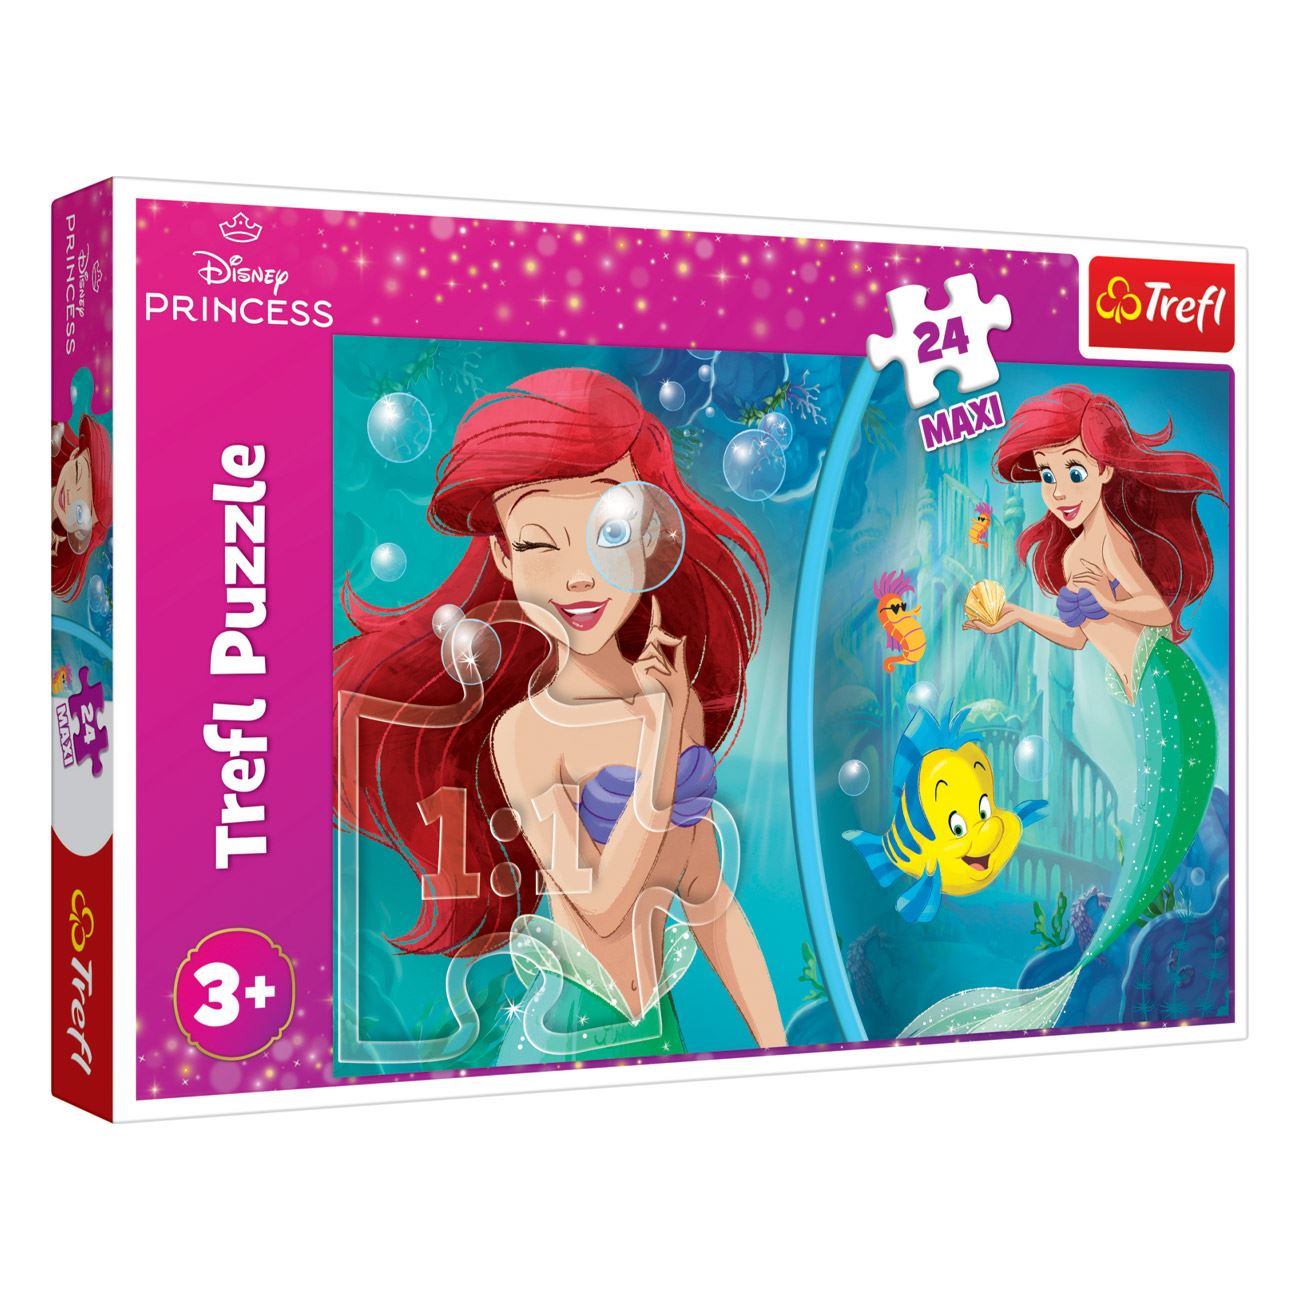 Disney
PRINCESS
24
MAXI
Trefl
Trefl Puzzle
1:1
3+
Disney
PRINCESS
24
MAXI
Trefl